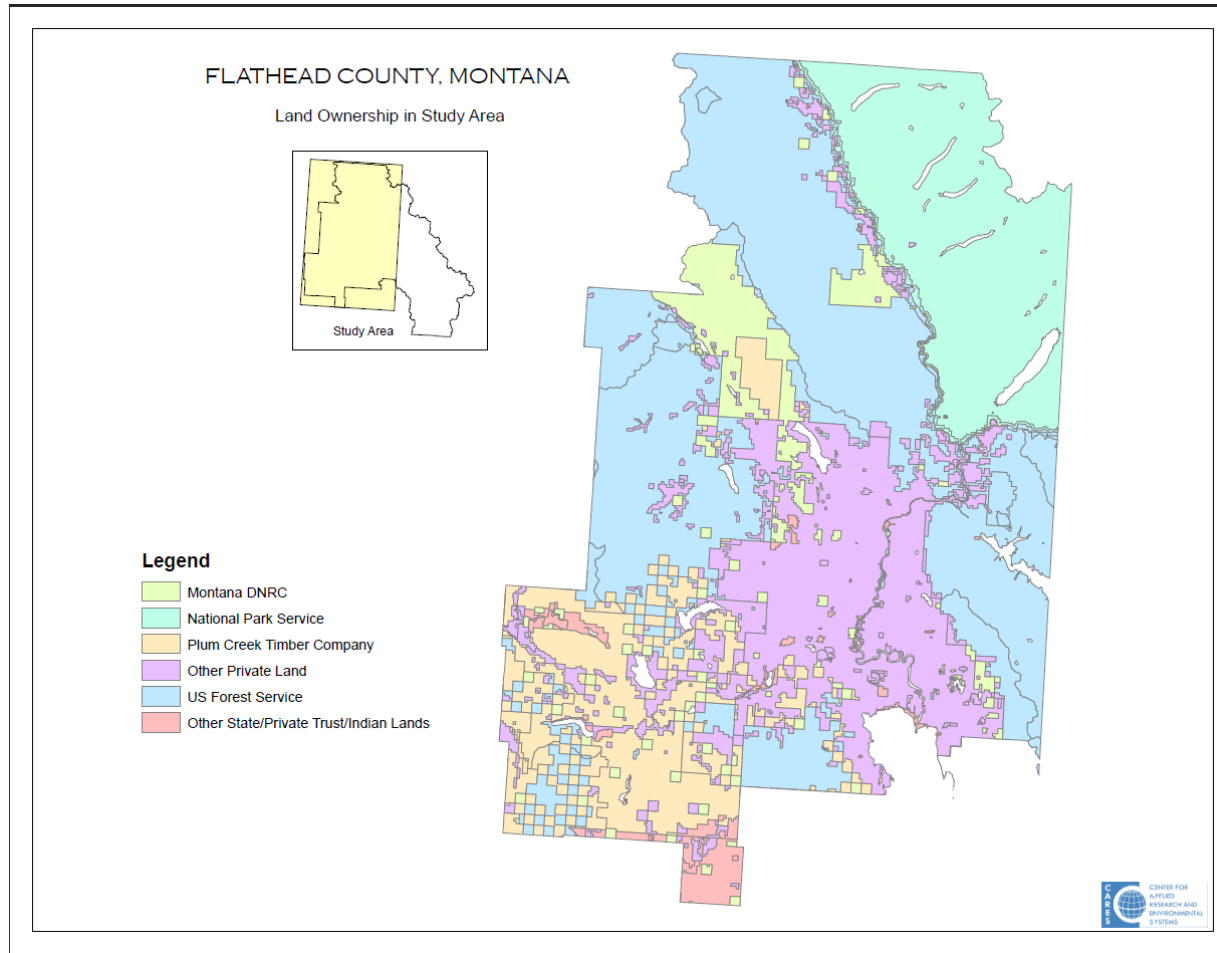 FLATHEAD COUNTY, MONTANA
Land Ownership in Study Area
Study Area
Legend
Montana DNRC
National Park Service
Plum Creek Timber Company
Other Private Land
US Forest Service
Other State/Private Trust/Indian Lands
CARES
CENTER FOR
APPLIED
RESEARCH AND
ENVIRONMENTAL
SYSTEMS